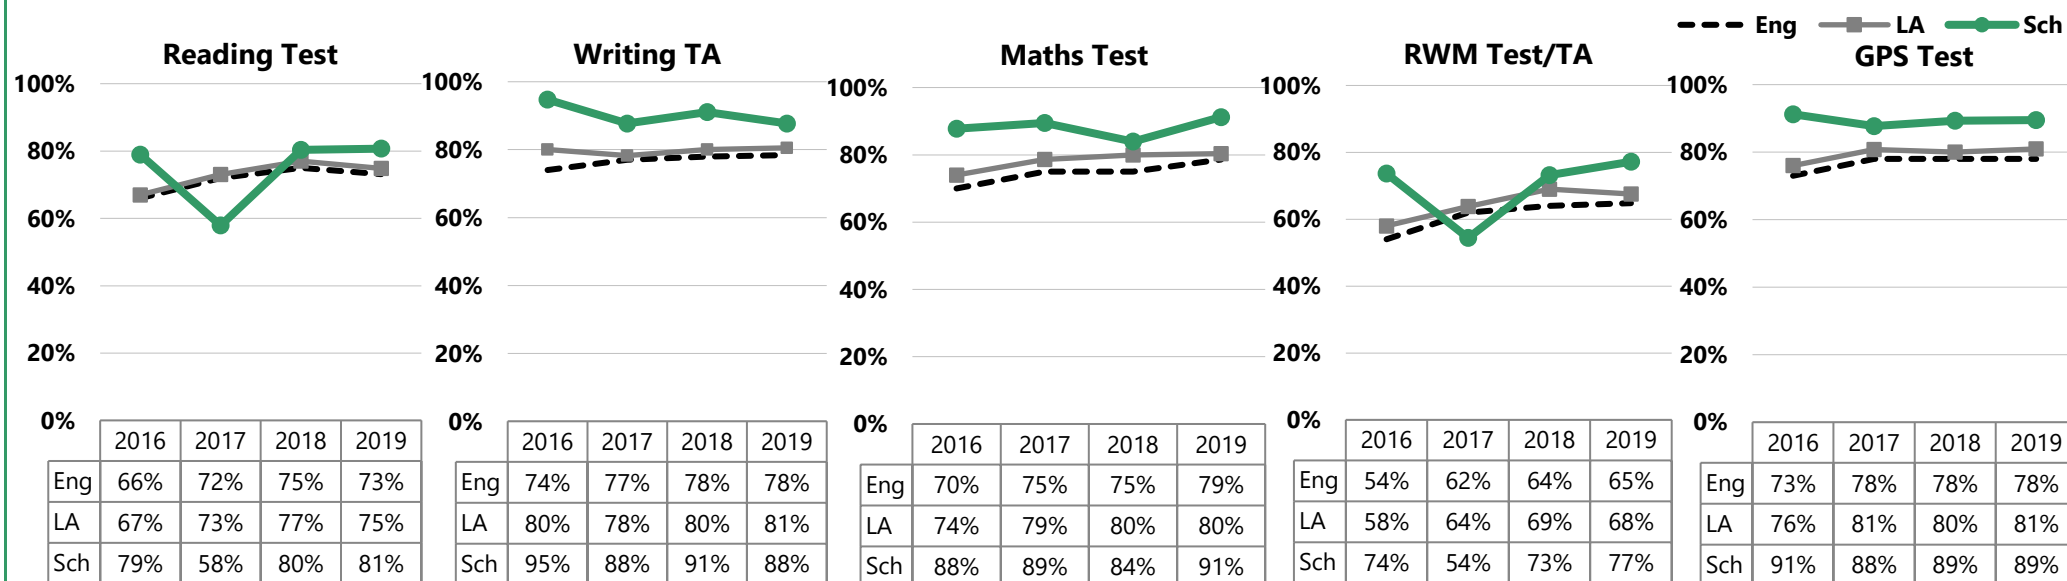 Eng LA Sch
Reading Test
100%
80%
60%
40%
20%
0%
2016 2017 2018 2019
Eng 66% 72% 75% 73%
LA 67% 73% 77% 75%
Sch 79% 58% 80% 81%
Writing TA
100%
80%
60%
40%
20%
0%
2016 2017 2018 2019
Eng 74% 77% 78% 78%
LA 80% 78% 80% 81%
Sch 95% 88% 91% 88%
Maths Test
100%
80%
60%
40%
20%
0%
2016 2017 2018 2019
Eng 70% 75% 75% 79%
LA 74% 79% 80% 80%
Sch 88% 89% 84% 91%
RWM Test/TA
100%
80%
60%
40%
20%
0%
2016 2017 2018 2019
Eng 54% 62% 64% 65%
LA 58% 64% 69% 68%
Sch 74% 54% 73% 77%
GPS Test
100%
80%
60%
40%
20%
0%
2016 2017 2018 2019
Eng 73% 78% 78% 78%
LA 76% 81% 80% 81%
Sch 91% 88% 89% 89%